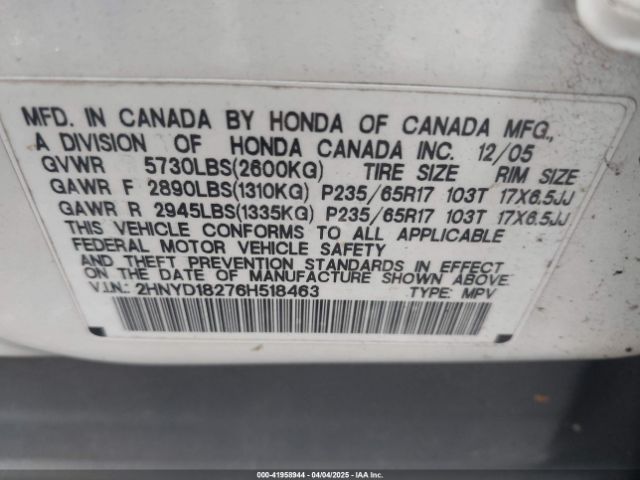 MFD. IN CANADA BY HONDA OF CANADA MFG.,
A DIVISION OF HONDA CANADA INC. 12/05
GVWR 5730LBS(2600KG) TIRE SIZE RIM SIZE
GAWR F 2890LBS(1310KG) P235/65R17 103T 17X6.5JJ
GAWR R 2945LBS(1335KG) P235/65R17 103T 17X6.5JJ
THIS VEHICLE CONFORMS TO ALL APPLICABLE
FEDERAL MOTOR VEHICLE SAFETY
AND THEFT PREVENTION STANDARDS IN EFFECT
ON THE DATE OF MANUFACTURE SHOWN ABOVE.
V.I.N.: 2HNYD18276H518463 TYPE: MPV
000-41958944 - 04/04/2025 - IAA Inc.